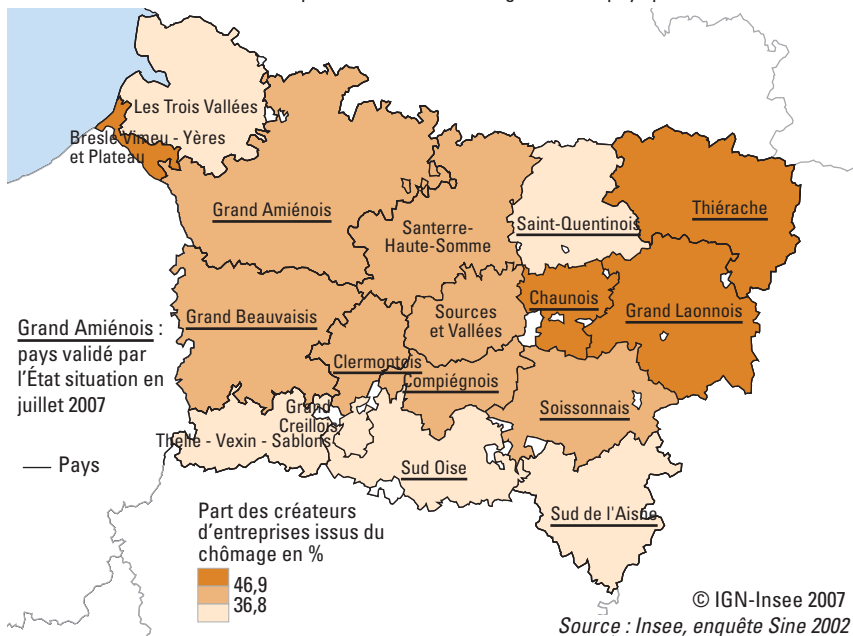 Les Trois Vallées
Bresle Vimeu - Yères
et Plateau
Grand Amiénois
Santerre-
Haute-Somme
Saint-Quentinois
Thiérache
Chaunois
Grand Laonnois
Sources
et Vallées
Grand Beauvaisis
Clermontois
Compiégnois
Soissonnais
Grand
Creillois
Thelle - Vexin - Sablons
Sud Oise
Sud de l'Aisne
Grand Amiénois :
pays validé par
l'État situation en
juillet 2007
Pays
Part des créateurs
d'entreprises issus du
chômage en %
46,9
36,8
© IGN-Insee 2007
Source : Insee, enquête Sine 2002